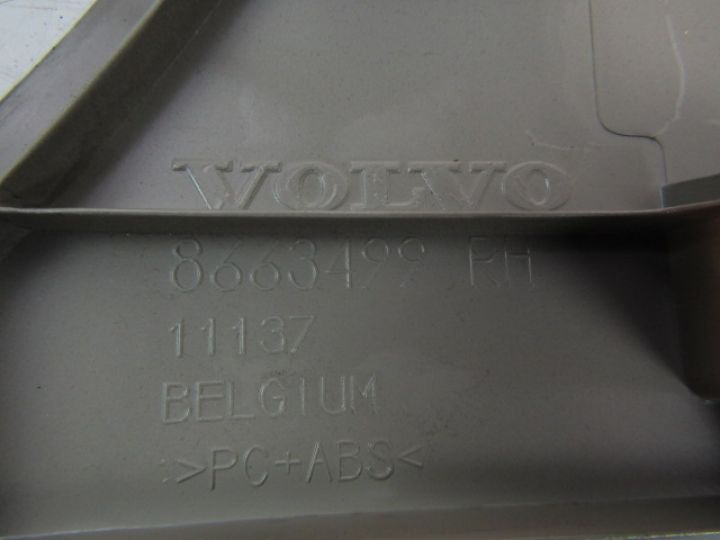 VOLVO
8663499 RH
11137
BELGIUM
>PC+ABS<